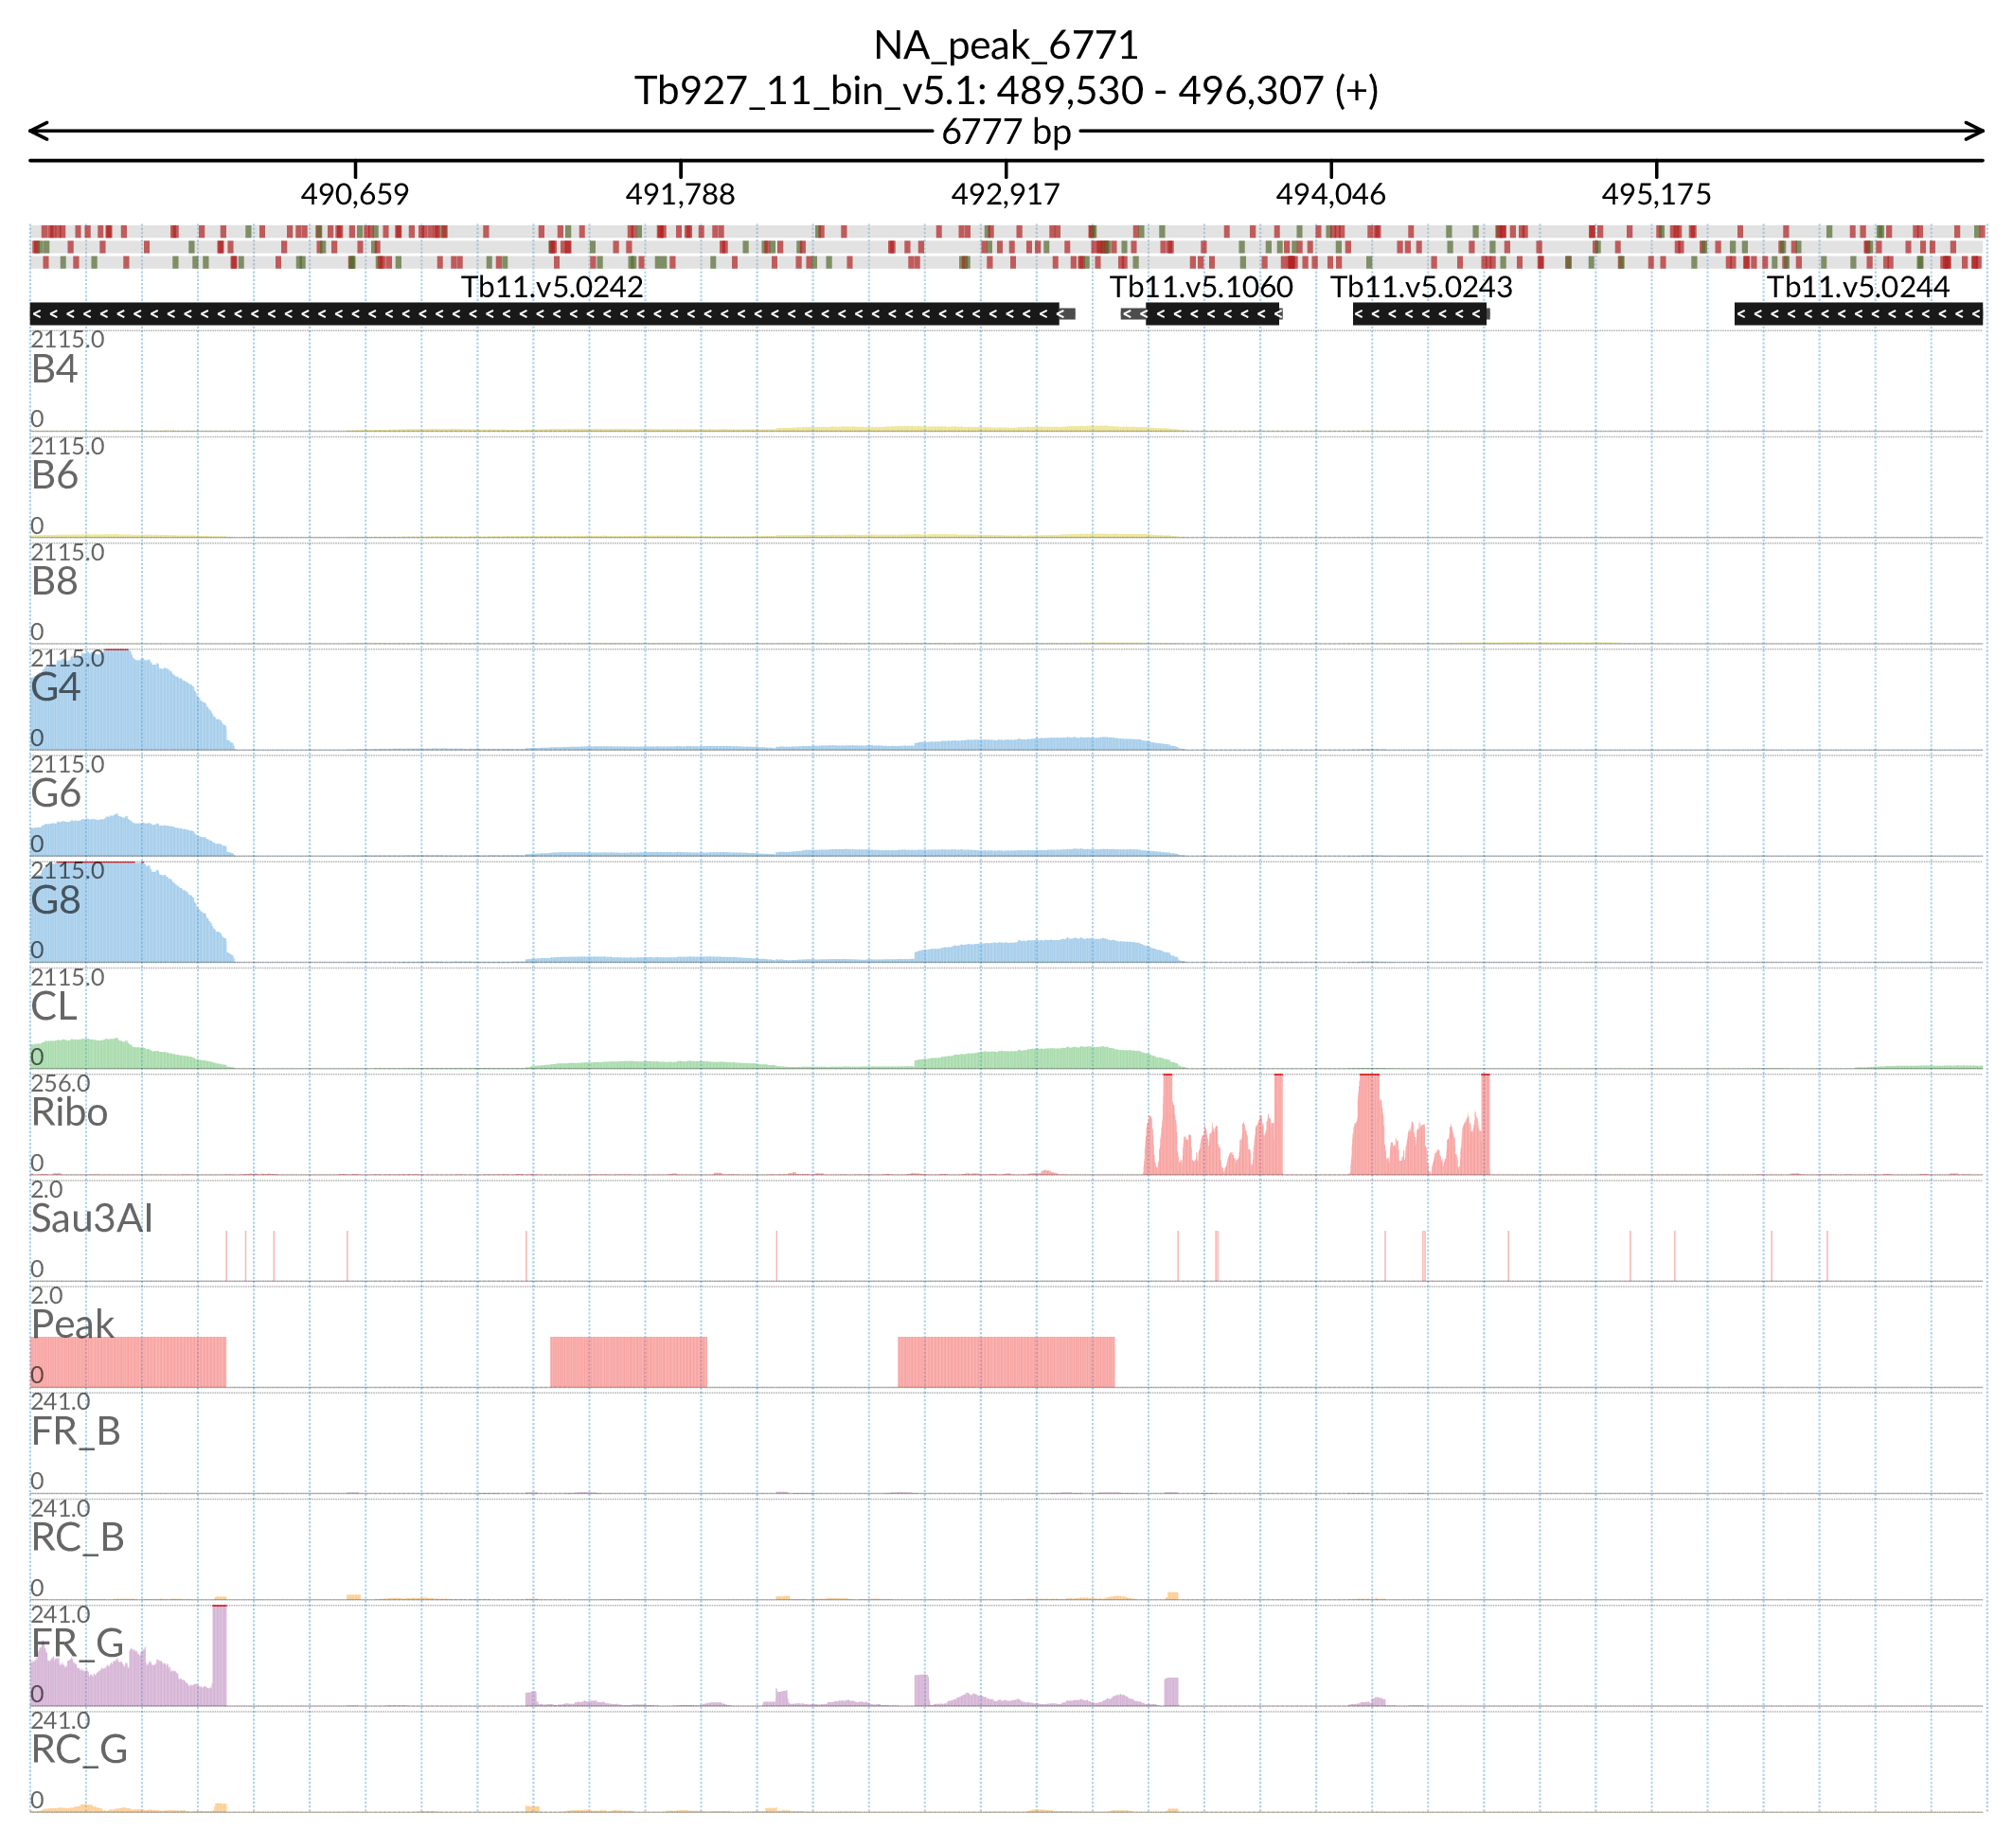 NA_peak_6771
Tb927_11_bin_v5.1: 489,530 - 496,307 (+)
6777 bp
490,659 491,788 492,917 494,046 495,175
Tb11.v5.0242 Tb11.v5.1060 Tb11.v5.0243 Tb11.v5.0244
2115.0
B4
0
2115.0
B6
0
2115.0
B8
0
2115.0
G4
0
2115.0
G6
0
2115.0
G8
0
2115.0
CL
0
256.0
Ribo
0
2.0
Sau3AI
0
2.0
Peak
0
241.0
FR_B
0
241.0
RC_B
0
241.0
FR_G
0
241.0
RC_G
0